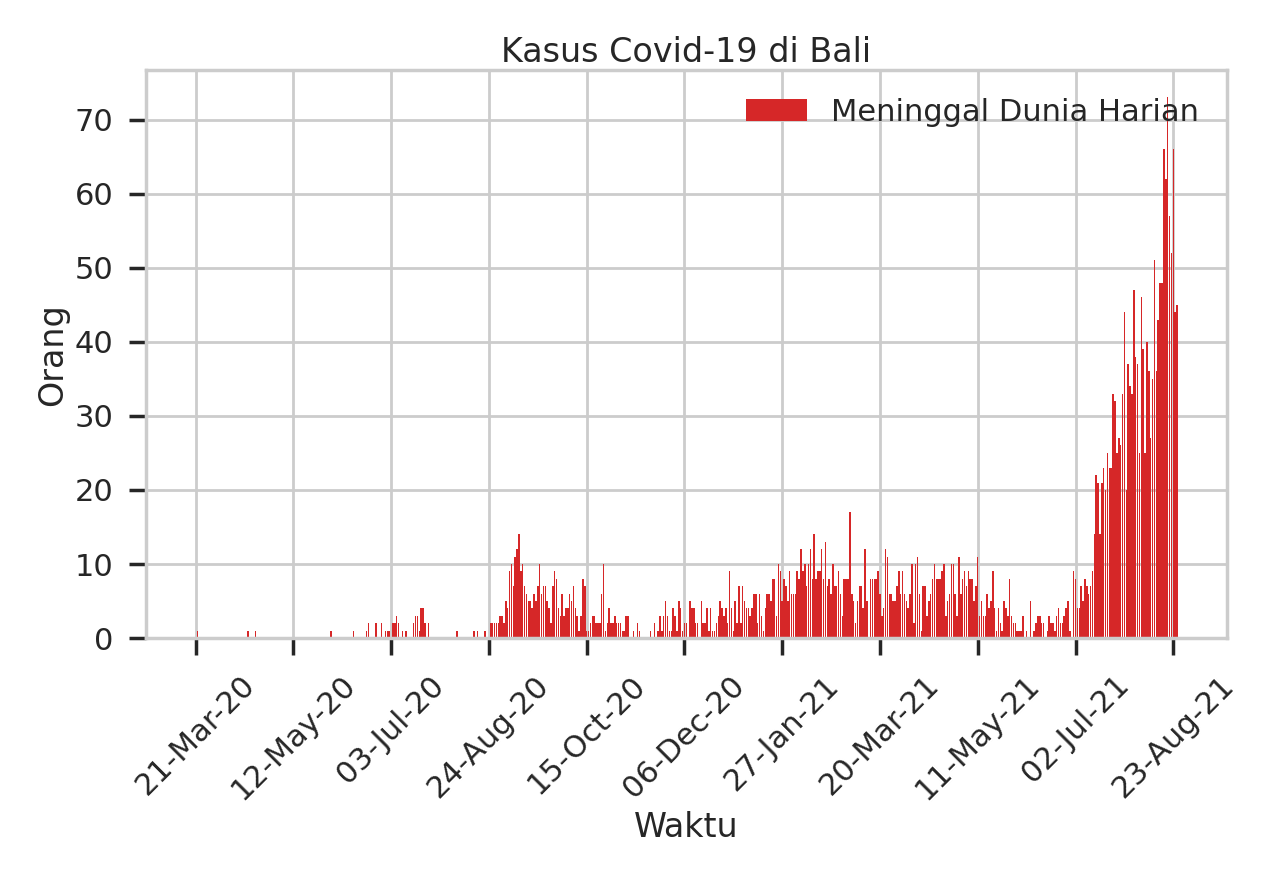 Kasus Covid-19 di Bali
Meninggal Dunia Harian
Orang
70
60
50
40
30
20
10
0
21-Mar-20
12-May-20
03-Jul-20
24-Aug-20
15-Oct-20
06-Dec-20
27-Jan-21
20-Mar-21
11-May-21
02-Jul-21
23-Aug-21
Waktu